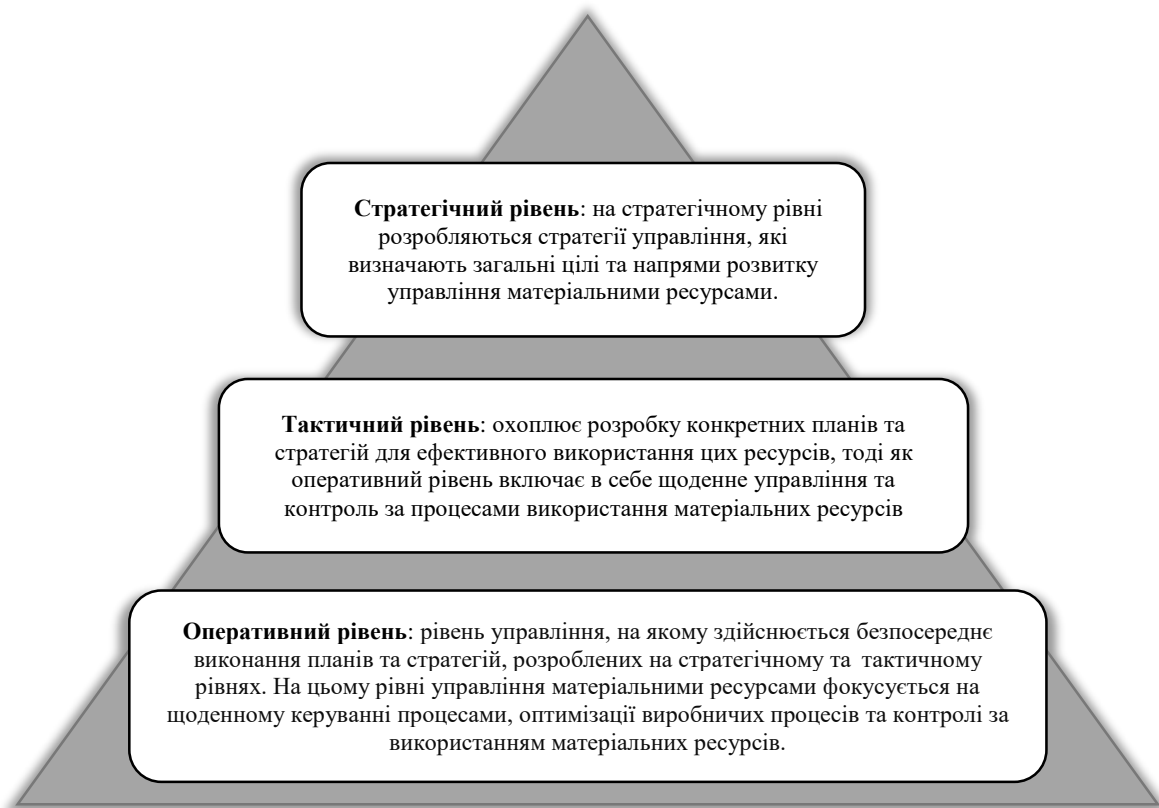 Стратегічний рівень: на стратегічному рівні
розробляються стратегії управління, які
визначають загальні цілі та напрями розвитку
управління матеріальними ресурсами.
Тактичний рівень: охоплює розробку конкретних планів та
стратегій для ефективного використання цих ресурсів, тоді як
оперативний рівень включає в себе щоденне управління та
контроль за процесами використання матеріальних ресурсів
Оперативний рівень: рівень управління, на якому здійснюється безпосереднє
виконання планів та стратегій, розроблених на стратегічному та тактичному
рівнях. На цьому рівні управління матеріальними ресурсами фокусується на
щоденному керуванні процесами, оптимізації виробничих процесів та контролі за
використанням матеріальних ресурсів.